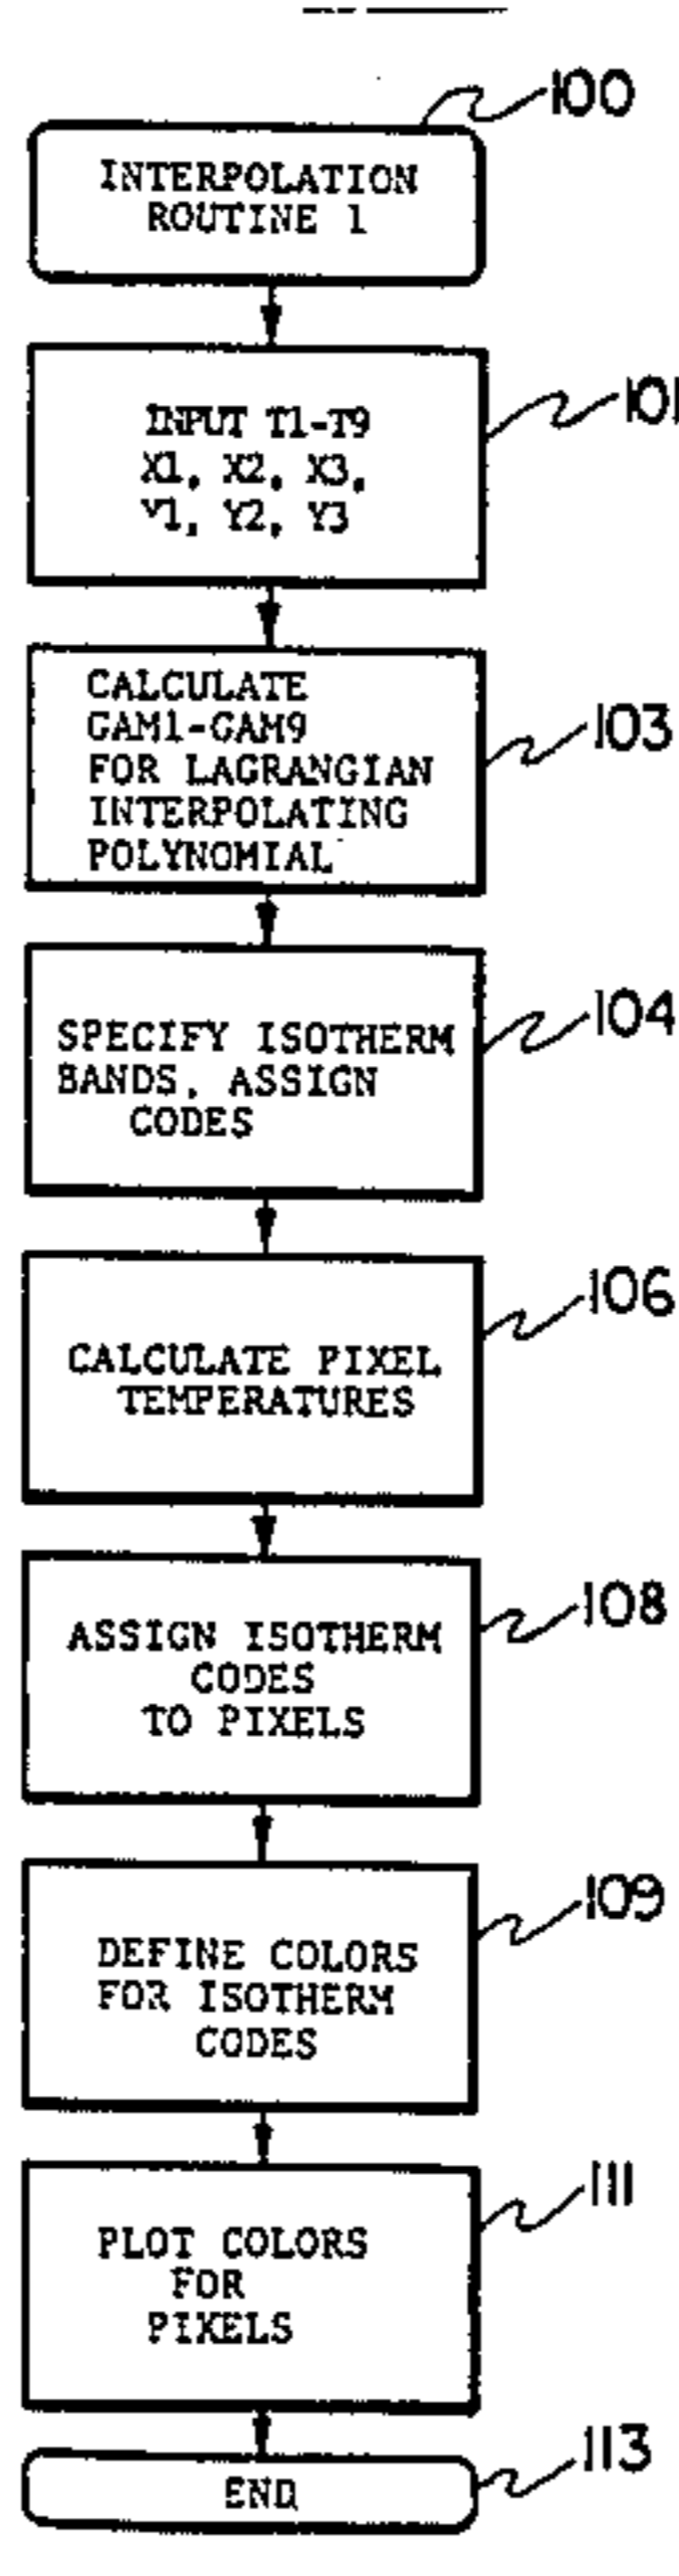 100
INTERPOLATION
ROUTINE 1
101
INPUT T1-T9
X1, X2, X3,
Y1, Y2, Y3
103
CALCULATE
GAM1-GAM9
FOR LAGRANGIAN
INTERPOLATING
POLYNOMIAL
104
SPECIFY ISOTHERM
BANDS, ASSIGN
CODES
106
CALCULATE PIXEL
TEMPERATURES
108
ASSIGN ISOTHERM
CODES
TO PIXELS
109
DEFINE COLORS
FOR ISOTHERM
CODES
111
PLOT COLORS
FOR
PIXELS
113
END